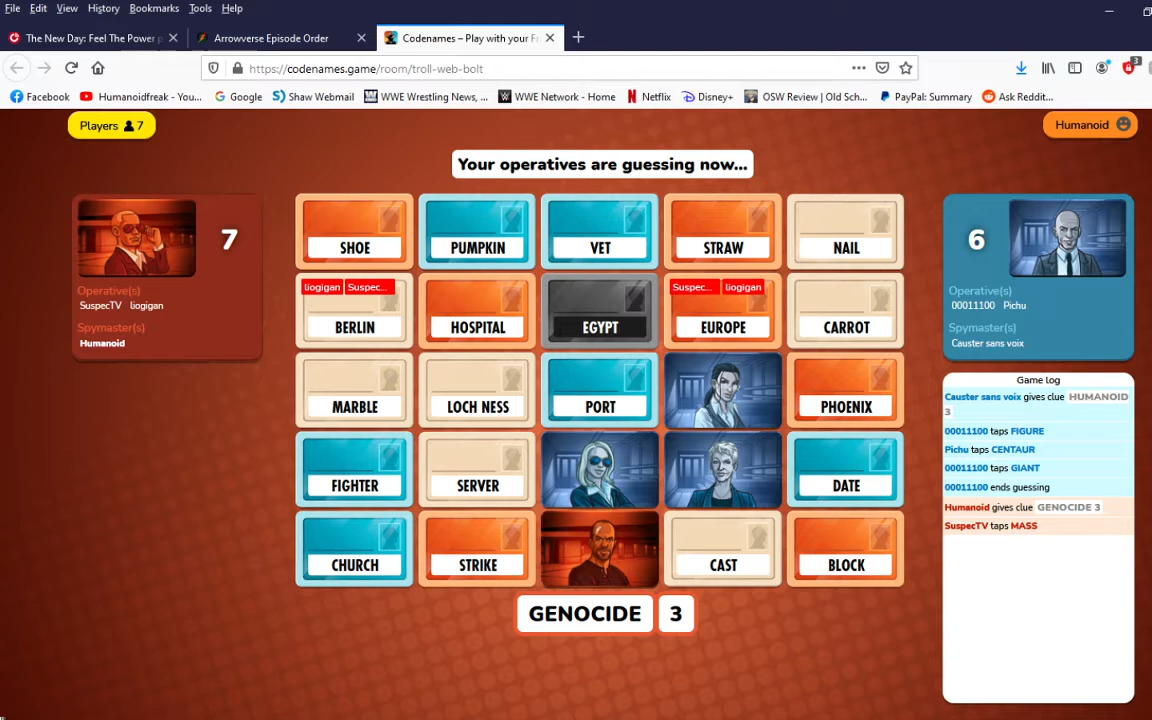 File Edit View History Bookmarks Tools Help
The New Day: Feel The Power p
Arrowverse Episode Order
Codenames – Play with your Fr
https://codenames.game/room/troll-web-bolt
3
Facebook
Humanoidfreak - You...
Google
Shaw Webmail
WWE Wrestling News, ...
WWE Network - Home
Netflix
Disney+
OSW Review | Old Sch...
PayPal: Summary
Ask Reddit...
Players 7
Humanoid
Your operatives are guessing now...
7
Operative(s)
SuspecTV liogigan
Spymaster(s)
Humanoid
SHOE
PUMPKIN
VET
STRAW
NAIL
liogigan Suspec...
BERLIN
HOSPITAL
EGYPT
Suspec... liogigan
EUROPE
CARROT
MARBLE
LOCH NESS
PORT
PHOENIX
FIGHTER
SERVER
DATE
CHURCH
STRIKE
CAST
BLOCK
GENOCIDE 3
6
Operative(s)
00011100 Pichu
Spymaster(s)
Causter sans voix
Game log
Causter sans voix gives clue HUMANOID
3
00011100 taps FIGURE
Pichu taps CENTAUR
00011100 taps GIANT
00011100 ends guessing
Humanoid gives clue GENOCIDE 3
SuspecTV taps MASS